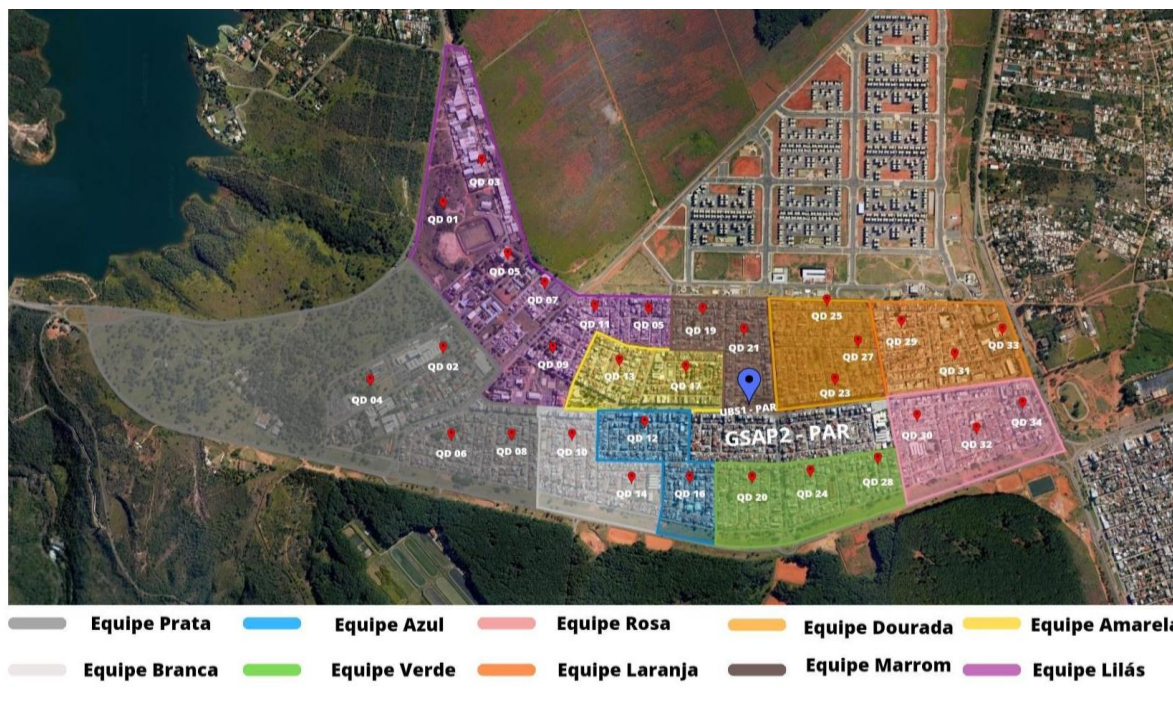 QD 03
QD 01
QD 05
QD 07
QD 11
QD 05
QD 19
QD 21
QD 25
QD 27
QD 29
QD 33
QD 31
QD 02
QD 09
QD 13
QD 17
QD 23
QD 04
UBS1 - PAR
QD 30
QD 32
QD 34
QD 06
QD 08
QD 10
QD 12
GSAP2 - PAR
QD 14
QD 16
QD 20
QD 24
QD 28
Equipe Prata
Equipe Azul
Equipe Rosa
Equipe Dourada
Equipe Amarela
Equipe Branca
Equipe Verde
Equipe Laranja
Equipe Marrom
Equipe Lilás